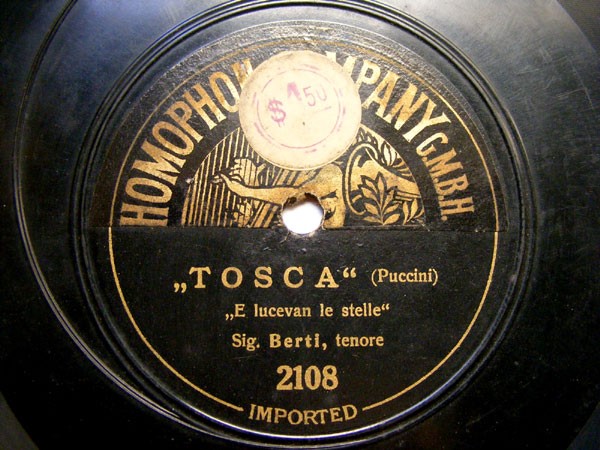 HOMOPHON COMPANY G.M.B.H.
$ 1.50
„TOSCA“ (Puccini)
„E lucevan le stelle“
Sig. Berti, tenore
2108
IMPORTED